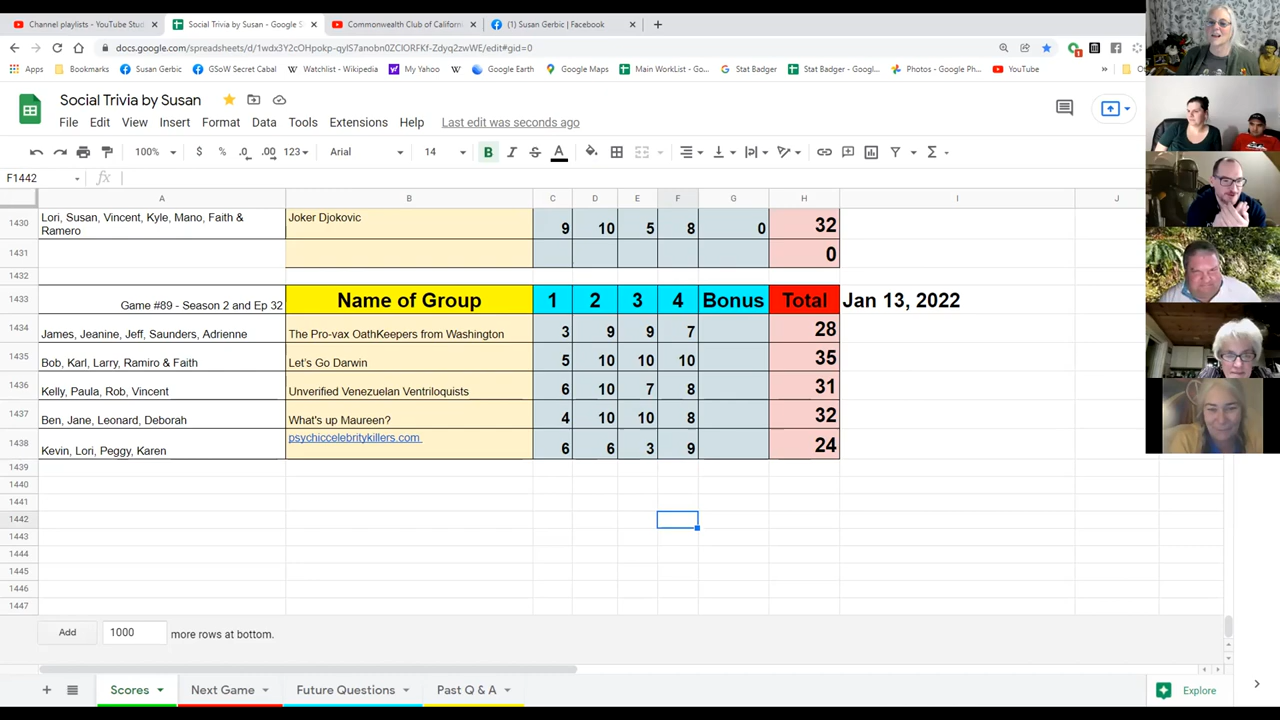 Channel playlists - YouTube Stud
Social Trivia by Susan - Google S
Commonwealth Club of Californ
(1) Susan Gerbic | Facebook
docs.google.com/spreadsheets/d/1wdx3Y2cOHpokp-qyIS7anobn0ZClORFKf-Zdyq2zwWE/edit#gid=0
Apps Bookmarks Susan Gerbic GSoW Secret Cabal Watchlist - Wikipedia My Yahoo Google Earth Google Maps Main WorkList - Go... Stat Badger Stat Badger - Googl... Photos - Google Ph... YouTube
Social Trivia by Susan
File Edit View Insert Format Data Tools Extensions Help Last edit was seconds ago
100% $ % .0 .00 123 Arial 14 B I S A
F1442 fx
A B C D E F G H I J
1430 Lori, Susan, Vincent, Kyle, Mano, Faith & Ramero Joker Djokovic 9 10 5 8 0 32
1431 0
1432
1433 Game #89 - Season 2 and Ep 32 Name of Group 1 2 3 4 Bonus Total Jan 13, 2022
1434 James, Jeanine, Jeff, Saunders, Adrienne The Pro-vax OathKeepers from Washington 3 9 9 7 28
1435 Bob, Karl, Larry, Ramiro & Faith Let's Go Darwin 5 10 10 10 35
1436 Kelly, Paula, Rob, Vincent Unverified Venezuelan Ventriloquists 6 10 7 8 31
1437 Ben, Jane, Leonard, Deborah What's up Maureen? 4 10 10 8 32
1438 Kevin, Lori, Peggy, Karen psychiccelebritykillers.com 6 6 3 9 24
1439
1440
1441
1442
1443
1444
1445
1446
1447
Add 1000 more rows at bottom.
Scores Next Game Future Questions Past Q & A Explore